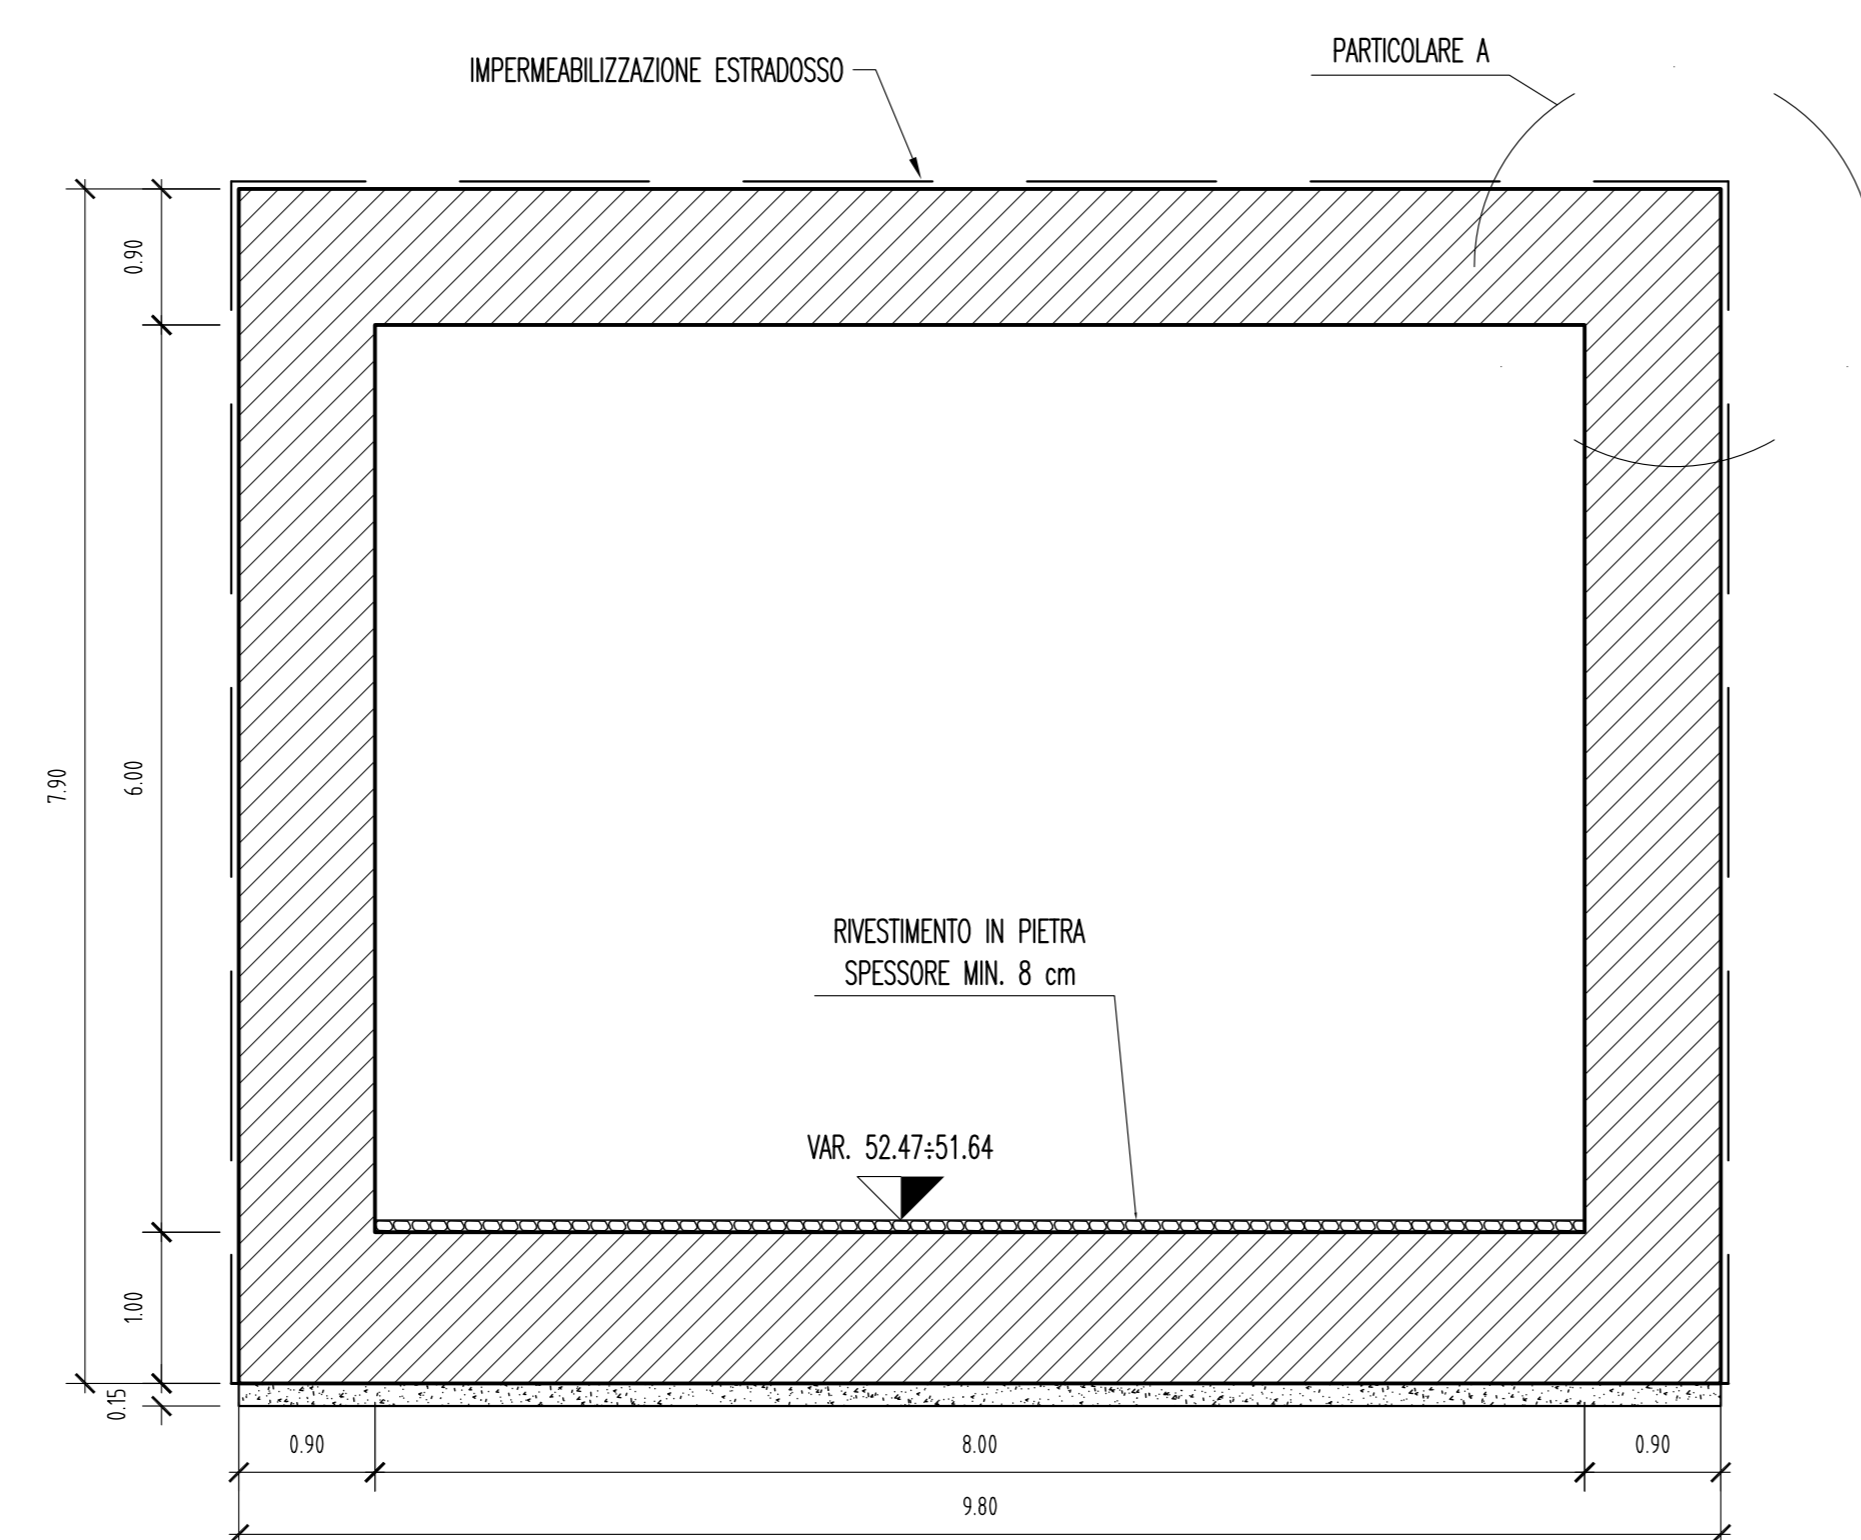 PARTICOLARE A
IMPERMEABILIZZAZIONE ESTRADOSSO
0.90
7.90
6.00
RIVESTIMENTO IN PIETRA
SPESSORE MIN. 8 cm
VAR. 52.47÷51.64
1.00
0.15
0.90
8.00
0.90
9.80